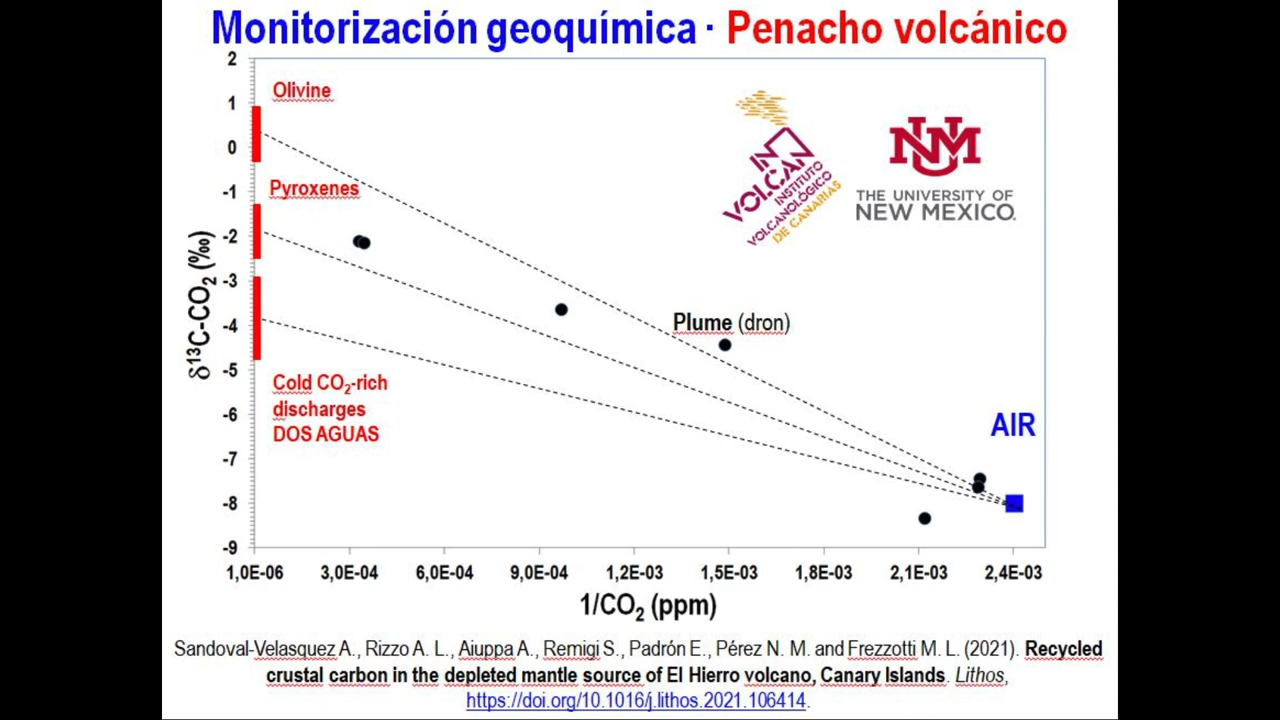 Monitorización geoquímica · Penacho volcánico
2
Olivine
1
0
-1
Pyroxenes
-2
-3
-4
-5
-6
-7
-8
-9
δ¹³C-CO₂ (‰)
IN
VOLCAN
INSTITUTO
VOLCANOLÓGICO
DE CANARIAS
UNM
THE UNIVERSITY OF
NEW MEXICO.
Plume (dron)
Cold CO₂-rich
discharges
DOS AGUAS
AIR
1,0E-06 3,0E-04 6,0E-04 9,0E-04 1,2E-03 1,5E-03 1,8E-03 2,1E-03 2,4E-03
1/CO₂ (ppm)
Sandoval-Velasquez A., Rizzo A. L., Aiuppa A., Remigi S., Padrón E., Pérez N. M. and Frezzotti M. L. (2021). Recycled
crustal carbon in the depleted mantle source of El Hierro volcano, Canary Islands. Lithos,
https://doi.org/10.1016/j.lithos.2021.106414.